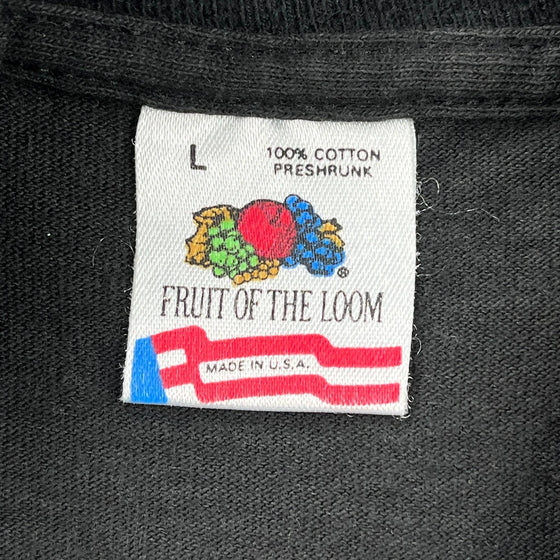 L
100% COTTON
PRESHRUNK
®
FRUIT OF THE LOOM
MADE IN U.S.A.